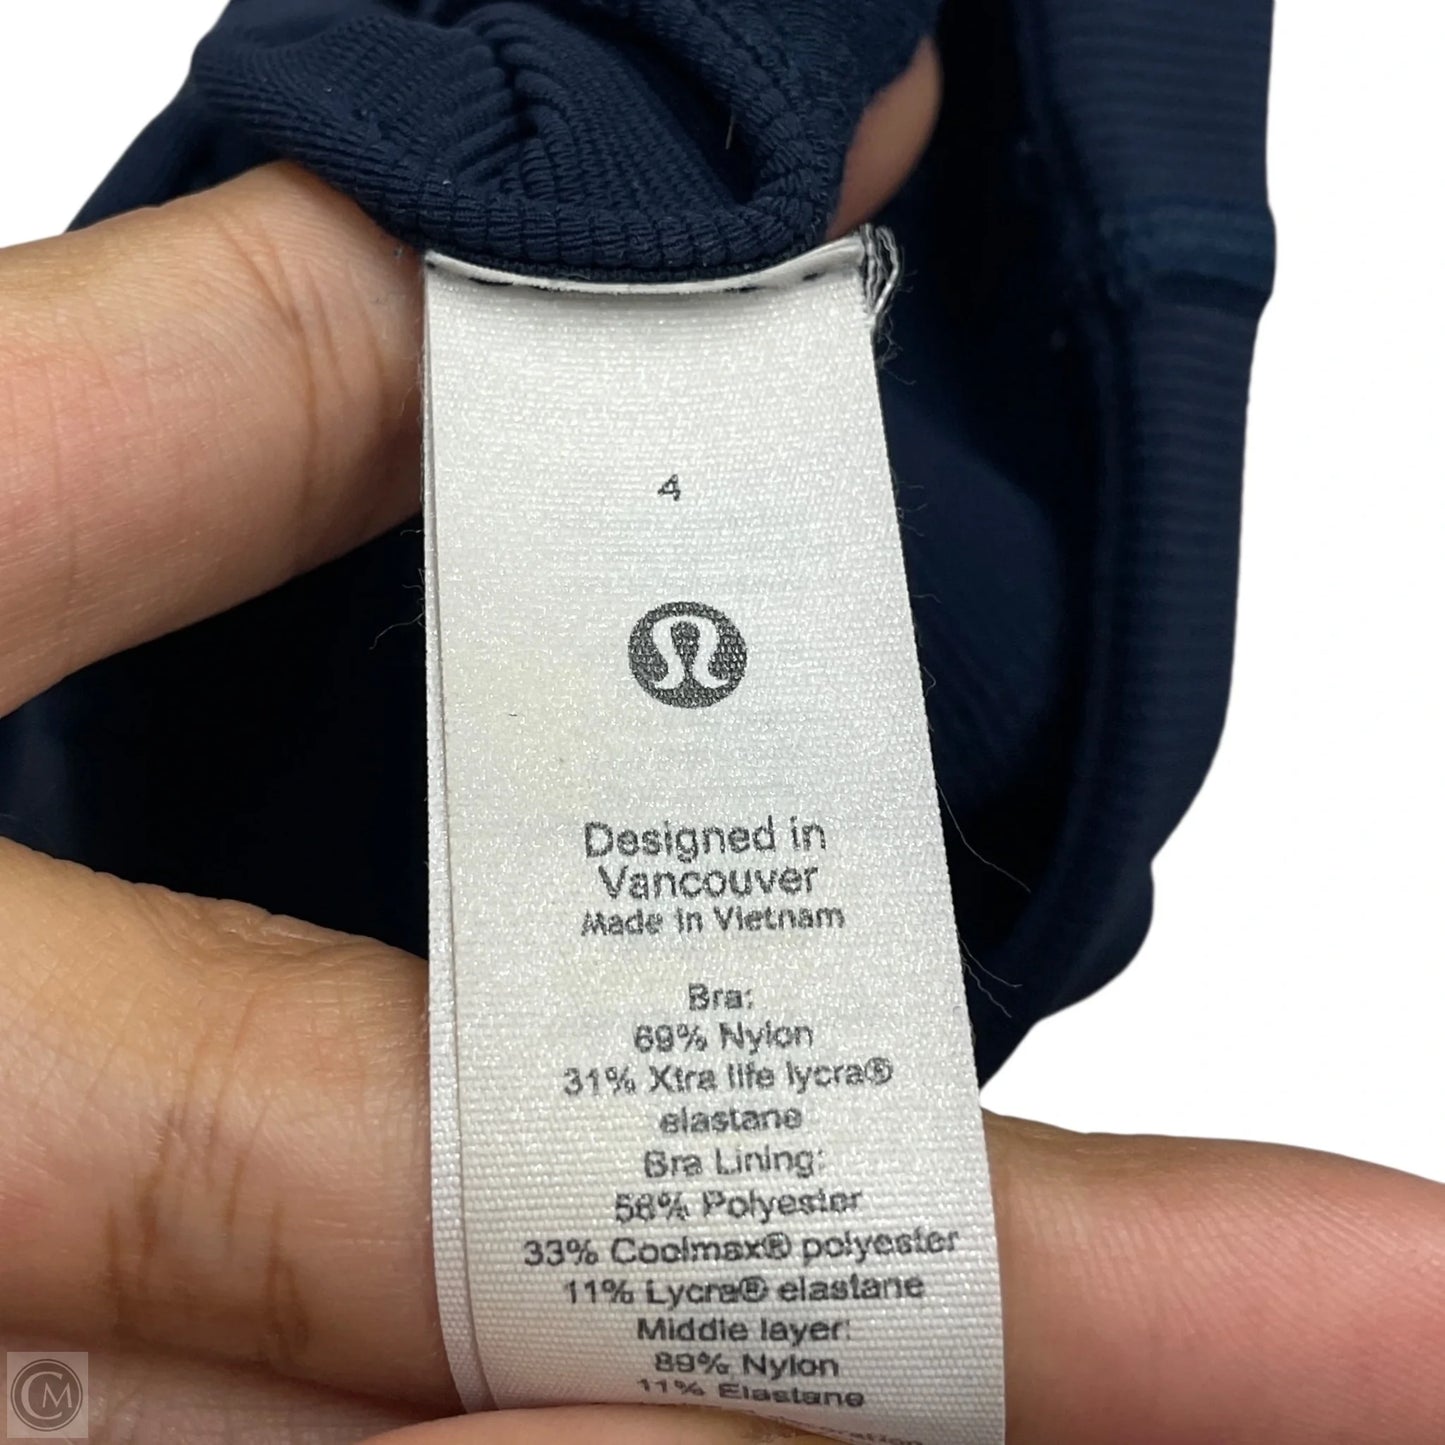 4
Designed in
Vancouver
Made in Vietnam
Bra:
69% Nylon
31% Xtra life lycra®
elastane
Bra Lining:
56% Polyester
33% Coolmax® polyester
11% Lycra® elastane
Middle layer:
89% Nylon
11% Elastane
CM